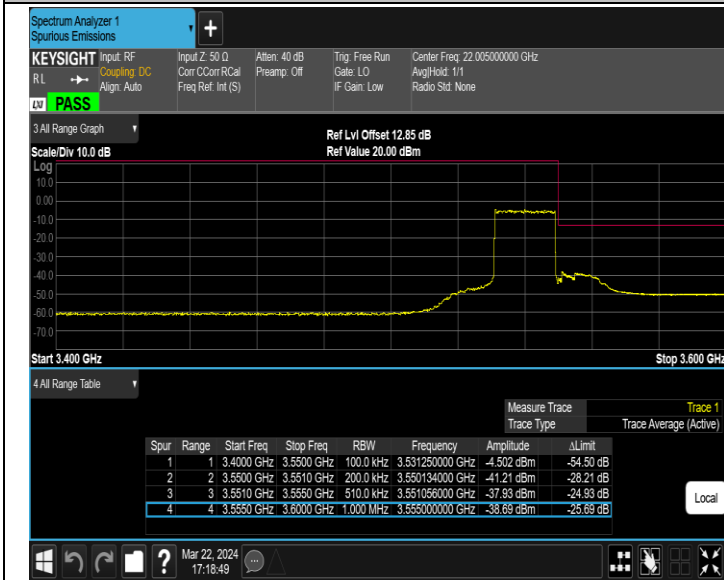 Spectrum Analyzer 1
Spurious Emissions
+
KEYSIGHT Input: RF Input Z: 50 Ω Atten: 40 dB Trig: Free Run Center Freq: 22.005000000 GHz
RL Coupling: DC Corr CCorr RCal Preamp: Off Gate: LO Avg|Hold: 1/1
Align: Auto Freq Ref: Int (S) IF Gain: Low Radio Std: None
LXI PASS
3 All Range Graph
Ref Lvl Offset 12.85 dB
Scale/Div 10.0 dB Ref Value 20.00 dBm
Log
10.0
0.00
-10.0
-20.0
-30.0
-40.0
-50.0
-60.0
-70.0
Start 3.400 GHz Stop 3.600 GHz
4 All Range Table
Measure Trace Trace 1
Trace Type Trace Average (Active)
Spur Range Start Freq Stop Freq RBW Frequency Amplitude ΔLimit
1 1 3.4000 GHz 3.5500 GHz 100.0 kHz 3.531250000 GHz -4.502 dBm -54.50 dB
2 2 3.5500 GHz 3.5510 GHz 200.0 kHz 3.550134000 GHz -41.21 dBm -28.21 dB
3 3 3.5510 GHz 3.5550 GHz 510.0 kHz 3.551056000 GHz -37.93 dBm -24.93 dB
4 4 3.5550 GHz 3.6000 GHz 1.000 MHz 3.555000000 GHz -38.69 dBm -25.69 dB
Local
? Mar 22, 2024
17:18:49